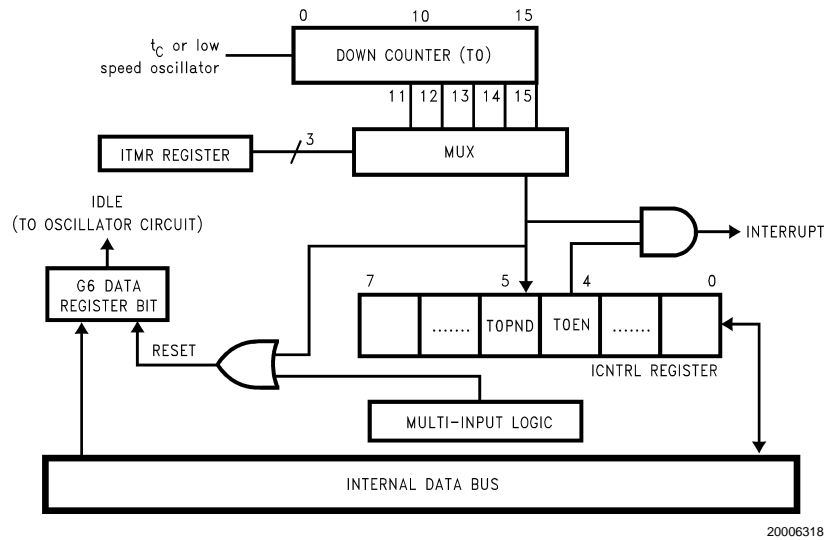 0 10 15
t_C or low
speed oscillator
DOWN COUNTER (T0)
11 12 13 14 15
ITMR REGISTER
3
MUX
IDLE
(TO OSCILLATOR CIRCUIT)
INTERRUPT
G6 DATA
REGISTER BIT
7 5 4 0
....... T0PND T0EN .......
RESET
ICNTRL REGISTER
MULTI-INPUT LOGIC
INTERNAL DATA BUS
20006318